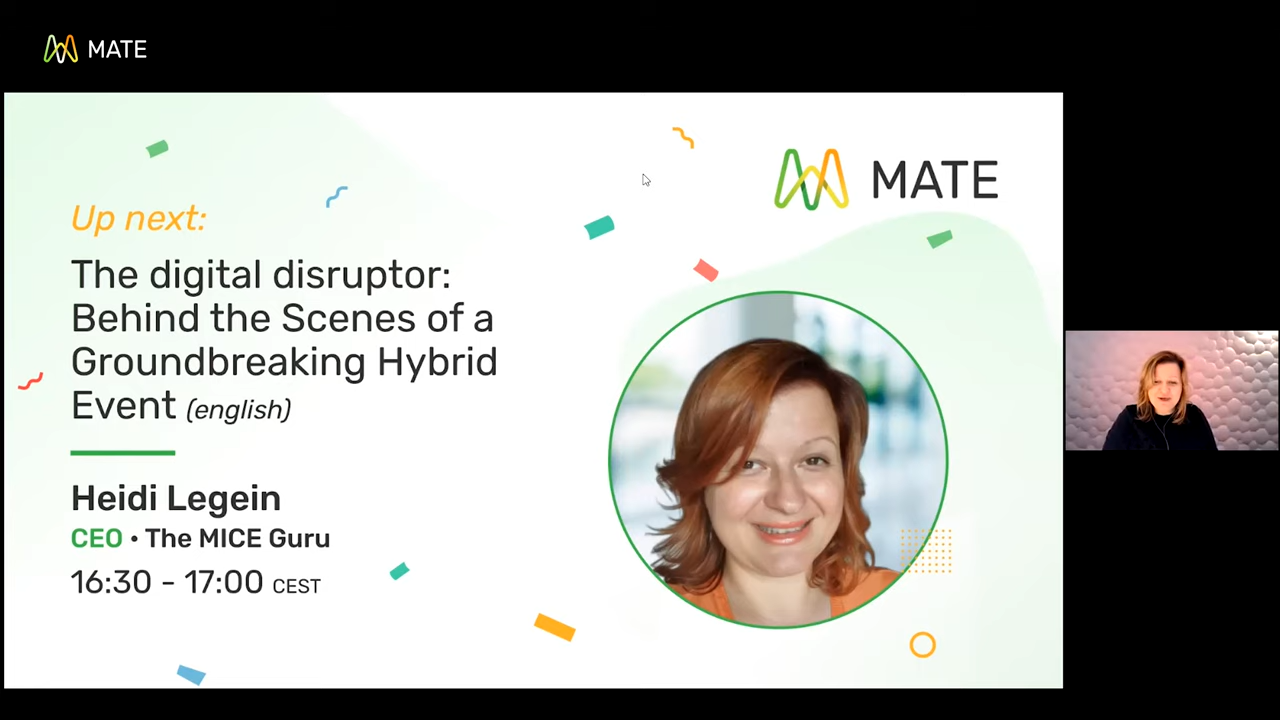 MATE
MATE
Up next:
The digital disruptor:
Behind the Scenes of a
Groundbreaking Hybrid
Event (english)
Heidi Legein
CEO • The MICE Guru
16:30 - 17:00 CEST